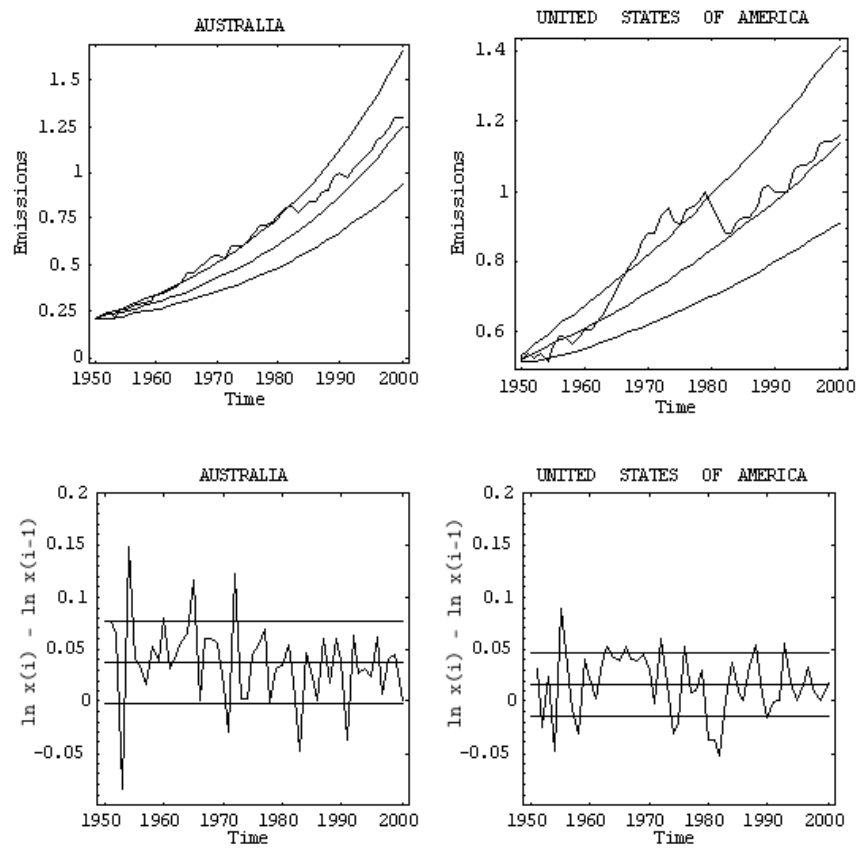 AUSTRALIA
1.5
1.25
1
0.75
0.5
0.25
0
Emissions
1950 1960 1970 1980 1990 2000
Time
UNITED STATES OF AMERICA
1.4
1.2
1
0.8
0.6
Emissions
1950 1960 1970 1980 1990 2000
Time
AUSTRALIA
0.2
0.15
0.1
0.05
0
-0.05
ln x(i) - ln x(i-1)
1950 1960 1970 1980 1990 2000
Time
UNITED STATES OF AMERICA
0.2
0.15
0.1
0.05
0
-0.05
ln x(i) - ln x(i-1)
1950 1960 1970 1980 1990 2000
Time